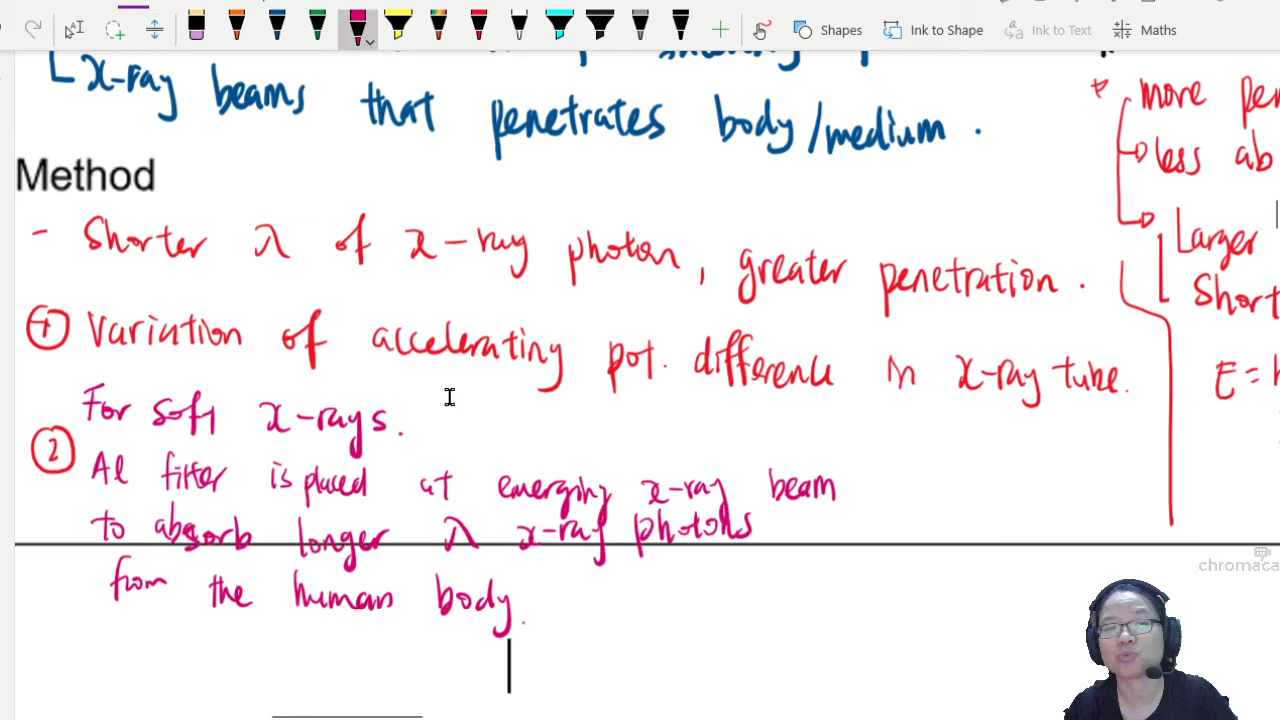 Shapes
Ink to Shape
Ink to Text
Maths
x-ray beams that penetrates body/medium.
more
less ab
Method
- Shorter λ of x-ray photon, greater penetration.
Larger
Short
① Variation of accelerating pot. difference in x-ray tube.
E =
For soft x-rays.
② Al filter is placed at emerging x-ray beam
to absorb longer λ x-ray photons
from the human body.
chromaca